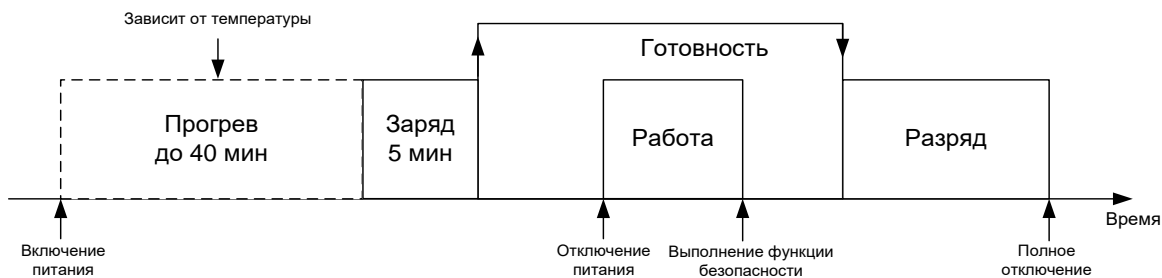 Зависит от температуры
Готовность
Прогрев
до 40 мин
Заряд
5 мин
Работа
Разряд
Время
Включение
питания
Отключение
питания
Выполнение функции
безопасности
Полное
отключение